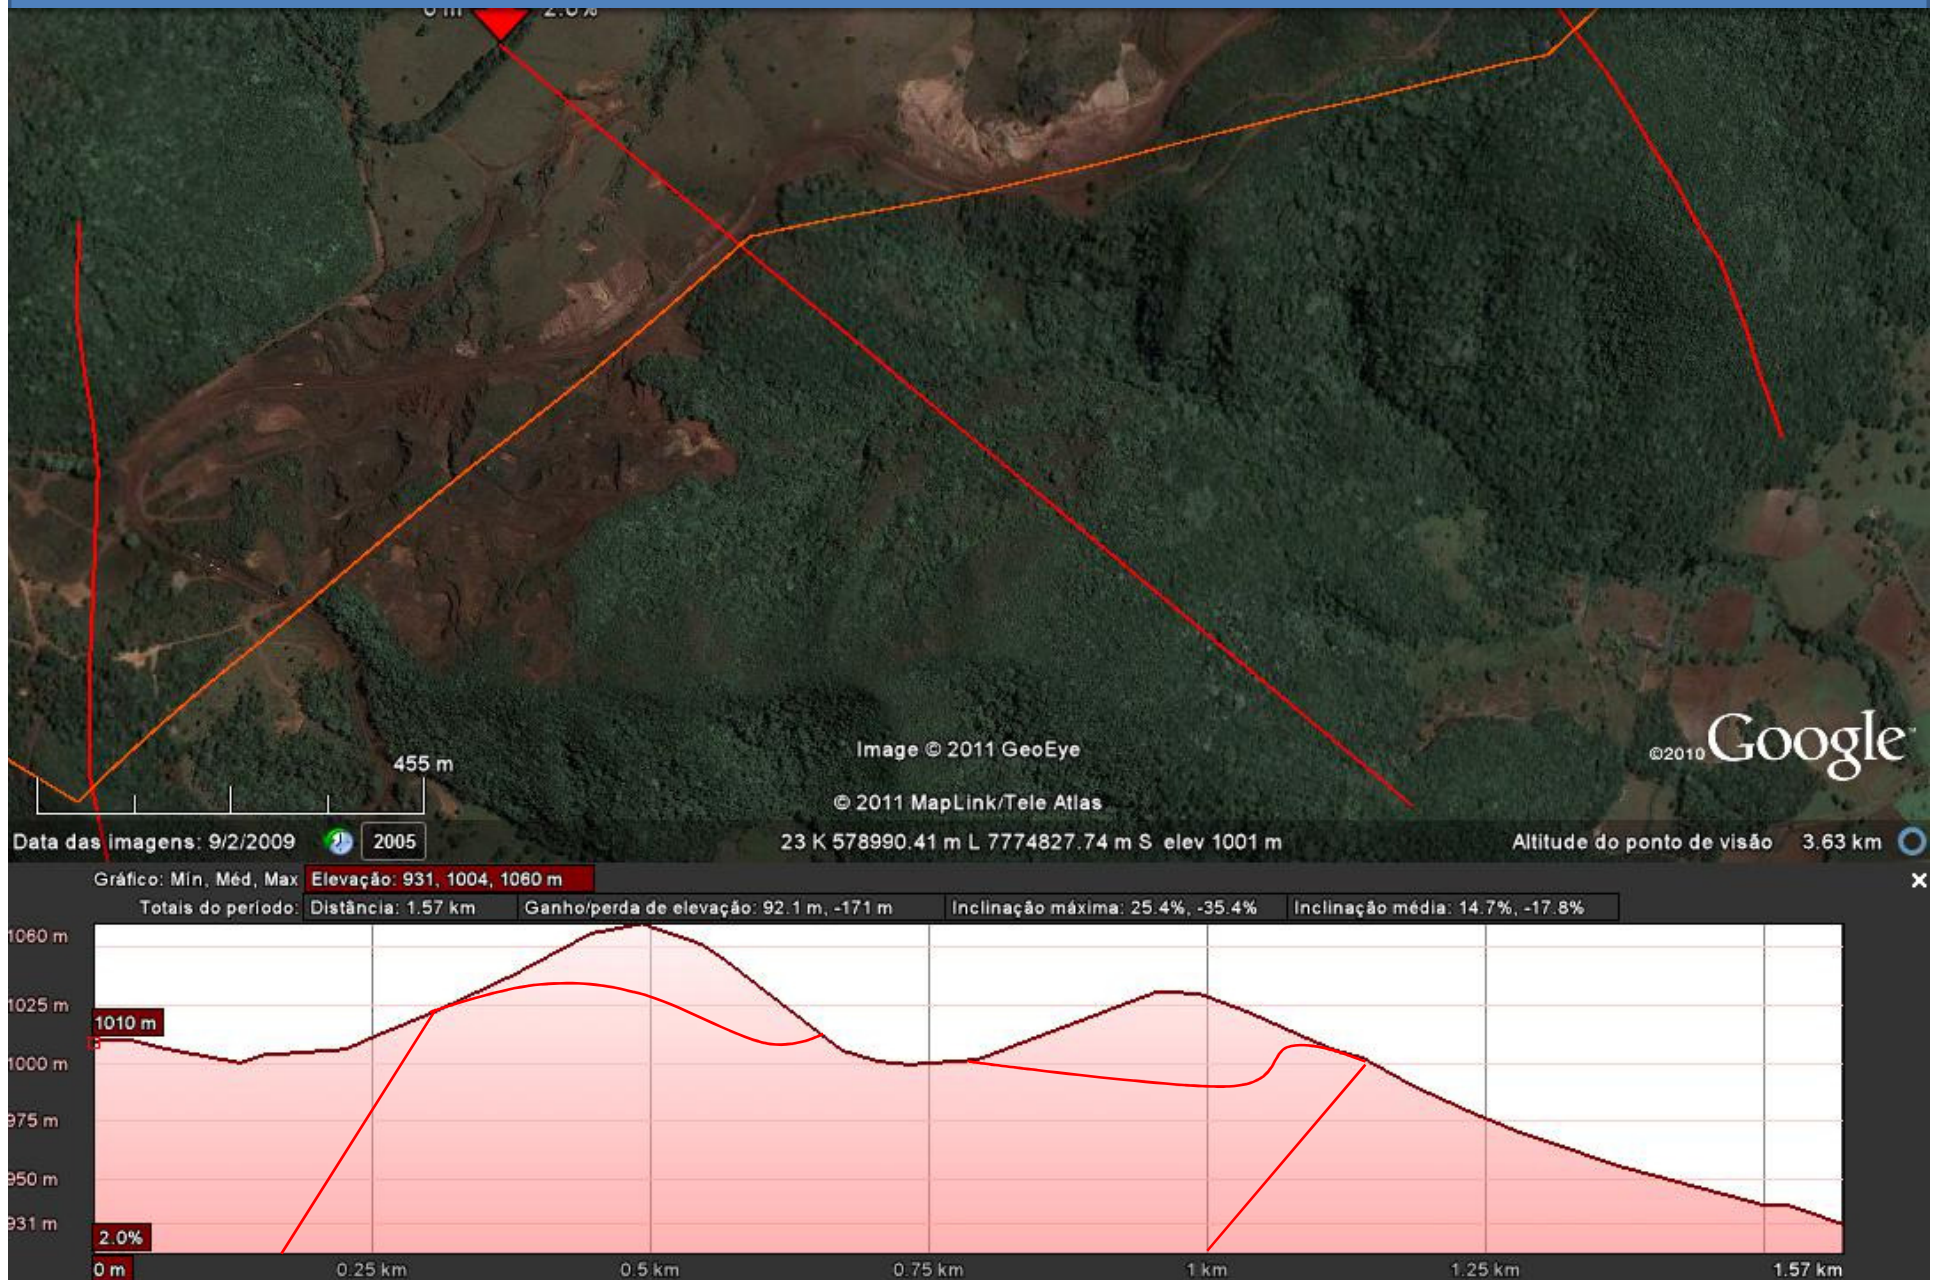 0 m 2.0%
455 m
Image © 2011 GeoEye
©2010 Google
© 2011 MapLink/Tele Atlas
Data das imagens: 9/2/2009 2005 23 K 578990.41 m L 7774827.74 m S elev 1001 m Altitude do ponto de visão 3.63 km
Gráfico: Mín, Méd, Max Elevação: 931, 1004, 1060 m
Totais do período: Distância: 1.57 km Ganho/perda de elevação: 92.1 m, -171 m Inclinação máxima: 25.4%, -35.4% Inclinação média: 14.7%, -17.8%
1060 m
1025 m
1010 m
1000 m
975 m
950 m
931 m
2.0%
0 m 0.25 km 0.5 km 0.75 km 1 km 1.25 km 1.57 km